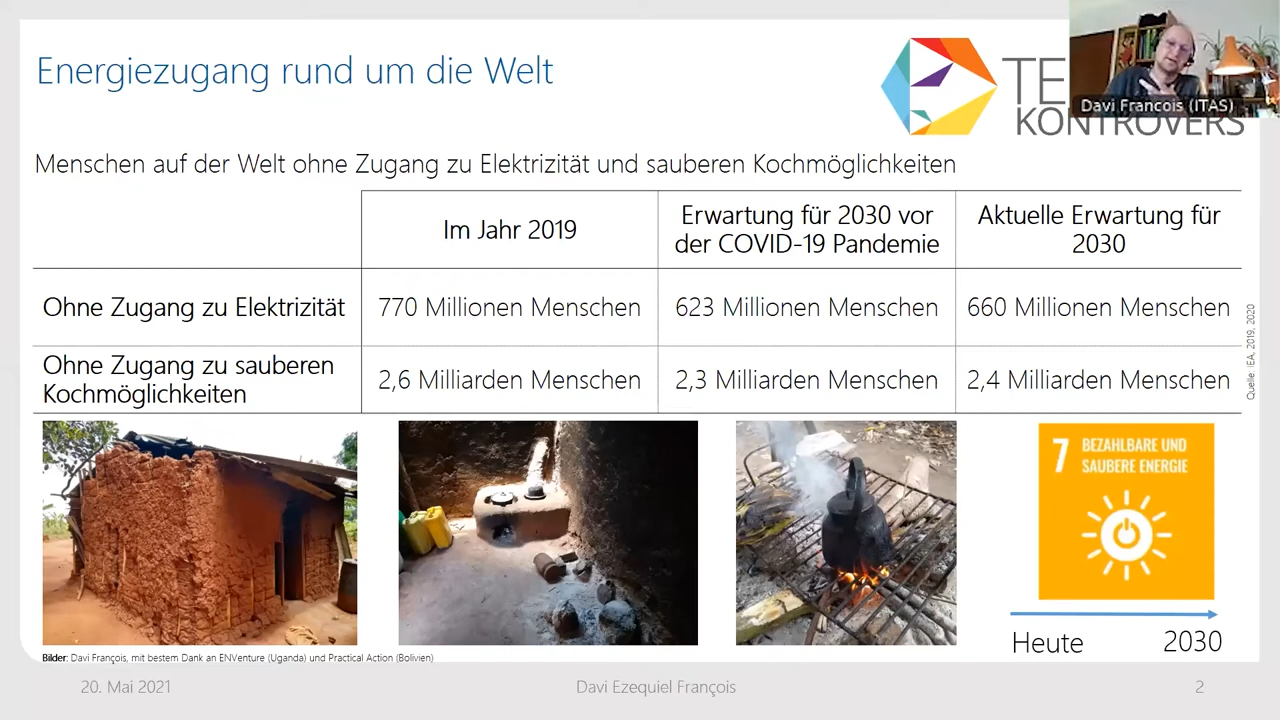 Energiezugang rund um die Welt
TE
KONTROVERS
Davi Francois (ITAS)
Menschen auf der Welt ohne Zugang zu Elektrizität und sauberen Kochmöglichkeiten
Im Jahr 2019
Erwartung für 2030 vor
der COVID-19 Pandemie
Aktuelle Erwartung für
2030
Ohne Zugang zu Elektrizität
770 Millionen Menschen
623 Millionen Menschen
660 Millionen Menschen
Ohne Zugang zu sauberen
Kochmöglichkeiten
2,6 Milliarden Menschen
2,3 Milliarden Menschen
2,4 Milliarden Menschen
Quelle: IEA, 2019, 2020
7 BEZAHLBARE UND
SAUBERE ENERGIE
Heute
2030
Bilder: Davi François, mit bestem Dank an ENVenture (Uganda) und Practical Action (Bolivien)
20. Mai 2021
Davi Ezequiel François
2